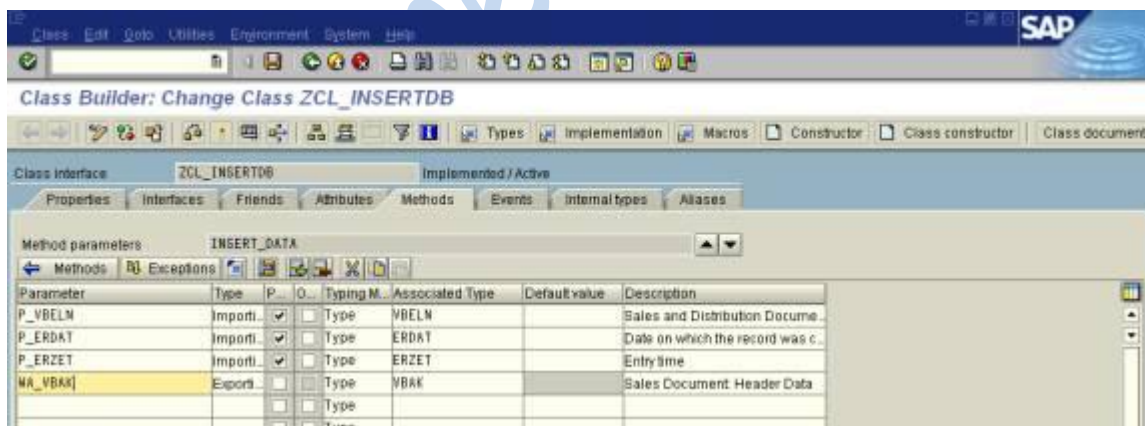 Class Edit Goto Utilities Environment System Help
SAP
Class Builder: Change Class ZCL_INSERTDB
Types Implementation Macros Constructor Class constructor Class document
Class interface ZCL_INSERTDB Implemented / Active
Properties Interfaces Friends Attributes Methods Events Internal types Aliases
Method parameters INSERT_DATA
Methods Exceptions
Parameter Type P... O... Typing M... Associated Type Default value Description
P_VBELN Importi... Type VBELN Sales and Distribution Docume...
P_ERDAT Importi... Type ERDAT Date on which the record was c...
P_ERZET Importi... Type ERZET Entry time
WA_VBAK Exporti... Type VBAK Sales Document: Header Data
Type
Type